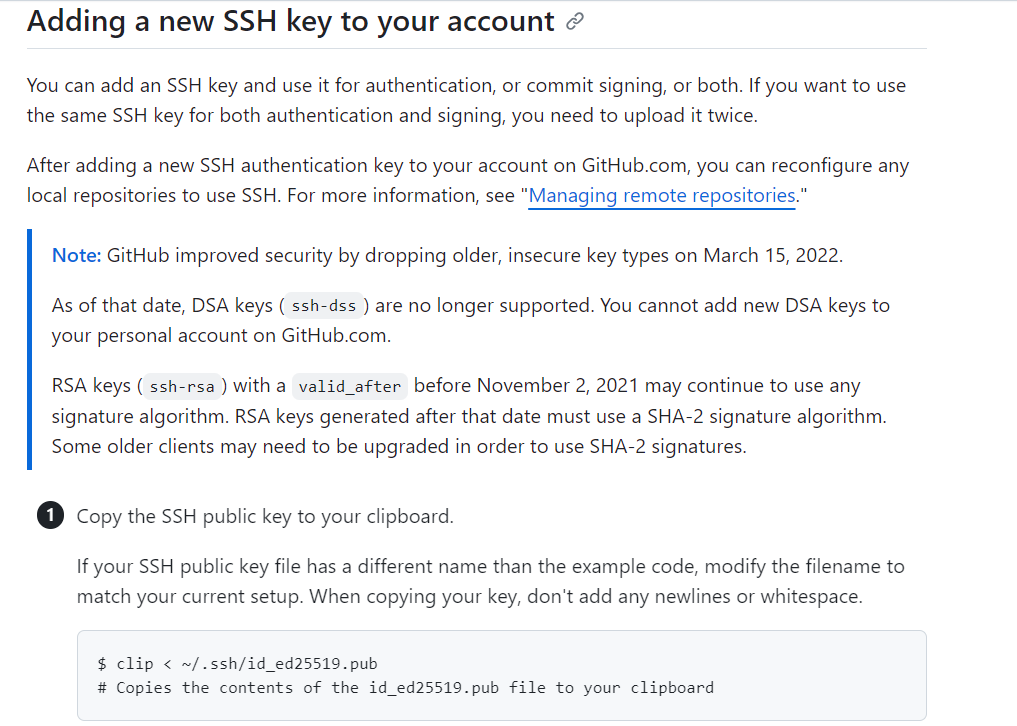 Adding a new SSH key to your account
You can add an SSH key and use it for authentication, or commit signing, or both. If you want to use
the same SSH key for both authentication and signing, you need to upload it twice.
After adding a new SSH authentication key to your account on GitHub.com, you can reconfigure any
local repositories to use SSH. For more information, see "Managing remote repositories."
Note: GitHub improved security by dropping older, insecure key types on March 15, 2022.
As of that date, DSA keys (ssh-dss) are no longer supported. You cannot add new DSA keys to
your personal account on GitHub.com.
RSA keys (ssh-rsa) with a valid_after before November 2, 2021 may continue to use any
signature algorithm. RSA keys generated after that date must use a SHA-2 signature algorithm.
Some older clients may need to be upgraded in order to use SHA-2 signatures.
1 Copy the SSH public key to your clipboard.
If your SSH public key file has a different name than the example code, modify the filename to
match your current setup. When copying your key, don't add any newlines or whitespace.
$ clip < ~/.ssh/id_ed25519.pub
# Copies the contents of the id_ed25519.pub file to your clipboard